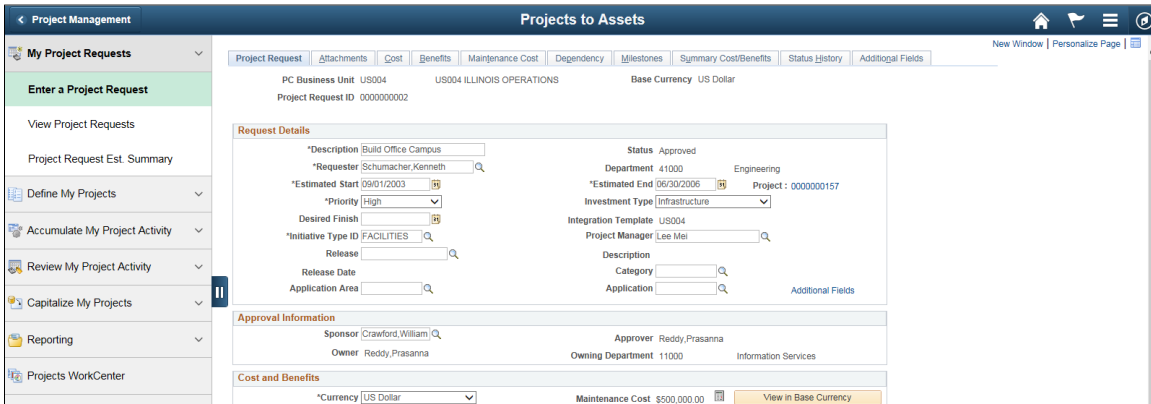 Project Management
Projects to Assets
New Window | Personalize Page |
My Project Requests
Enter a Project Request
View Project Requests
Project Request Est. Summary
Define My Projects
Accumulate My Project Activity
Review My Project Activity
Capitalize My Projects
Reporting
Projects WorkCenter
Project Request Attachments Cost Benefits Maintenance Cost Dependency Milestones Summary Cost/Benefits Status History Additional Fields
PC Business Unit US004 US004 ILLINOIS OPERATIONS Base Currency US Dollar
Project Request ID 0000000002
Request Details
*Description Build Office Campus Status Approved
*Requester Schumacher,Kenneth Department 41000 Engineering
*Estimated Start 09/01/2003 *Estimated End 06/30/2006 Project : 0000000157
*Priority High Investment Type Infrastructure
Desired Finish Integration Template US004
*Initiative Type ID FACILITIES Project Manager Lee Mei
Release Description
Release Date Category
Application Area Application Additional Fields
Approval Information
Sponsor Crawford,William Approver Reddy,Prasanna
Owner Reddy,Prasanna Owning Department 11000 Information Services
Cost and Benefits
*Currency US Dollar Maintenance Cost $500,000.00 View in Base Currency